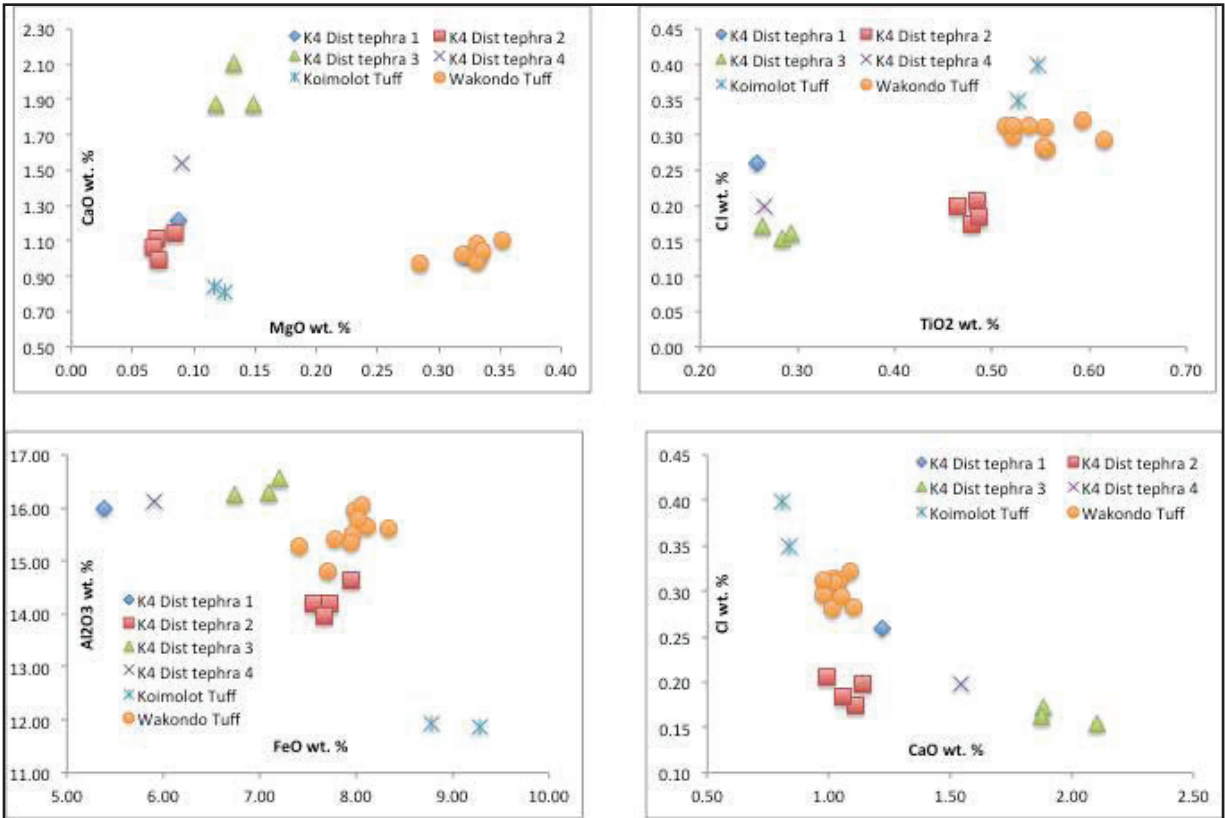 2.30
2.10
1.90
1.70
1.50
1.30
1.10
0.90
0.70
0.50
CaO wt. %
K4 Dist tephra 1 K4 Dist tephra 2
K4 Dist tephra 3 K4 Dist tephra 4
Koimolot Tuff Wakondo Tuff
MgO wt. %
0.00 0.05 0.10 0.15 0.20 0.25 0.30 0.35 0.40
0.45
0.40
0.35
0.30
0.25
0.20
0.15
0.10
0.05
0.00
Cl wt. %
K4 Dist tephra 1 K4 Dist tephra 2
K4 Dist tephra 3 K4 Dist tephra 4
Koimolot Tuff Wakondo Tuff
TiO2 wt. %
0.20 0.30 0.40 0.50 0.60 0.70
17.00
16.00
15.00
14.00
13.00
12.00
11.00
Al2O3 wt. %
K4 Dist tephra 1
K4 Dist tephra 2
K4 Dist tephra 3
K4 Dist tephra 4
Koimolot Tuff
Wakondo Tuff
FeO wt. %
5.00 6.00 7.00 8.00 9.00 10.00
0.45
0.40
0.35
0.30
0.25
0.20
0.15
0.10
Cl wt. %
K4 Dist tephra 1 K4 Dist tephra 2
K4 Dist tephra 3 K4 Dist tephra 4
Koimolot Tuff Wakondo Tuff
CaO wt. %
0.50 1.00 1.50 2.00 2.50